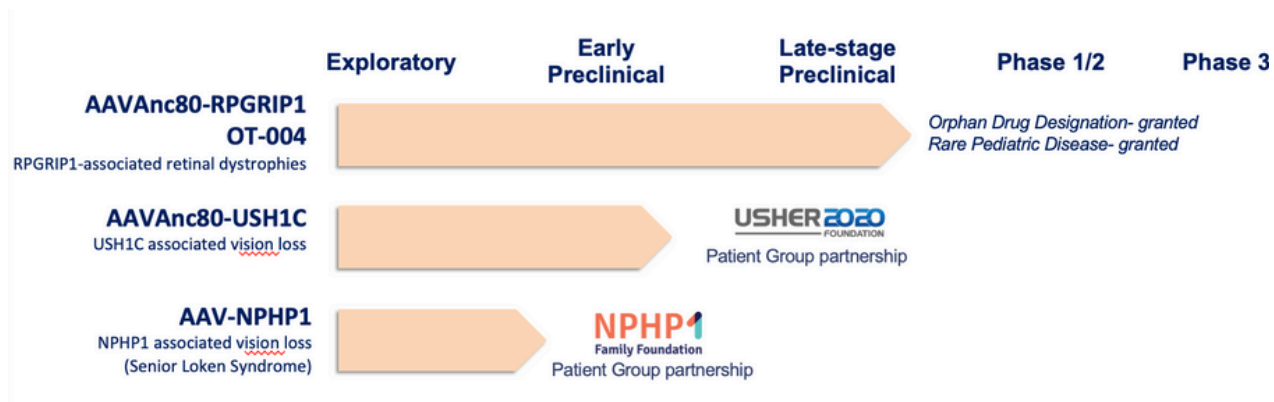 Exploratory
Early
Preclinical
Late-stage
Preclinical
Phase 1/2
Phase 3
AAVAnc80-RPGRIP1
OT-004
RPGRIP1-associated retinal dystrophies
Orphan Drug Designation- granted
Rare Pediatric Disease- granted
AAVAnc80-USH1C
USH1C associated vision loss
USHER 2020
FOUNDATION
Patient Group partnership
AAV-NPHP1
NPHP1 associated vision loss
(Senior Loken Syndrome)
NPHP1
Family Foundation
Patient Group partnership